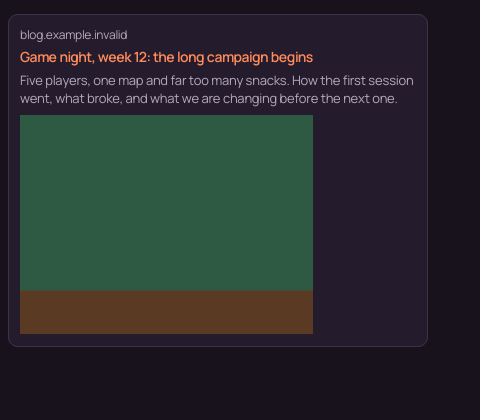 blog.example.invalid
Game night, week 12: the long campaign begins
Five players, one map and far too many snacks. How the first session
went, what broke, and what we are changing before the next one.